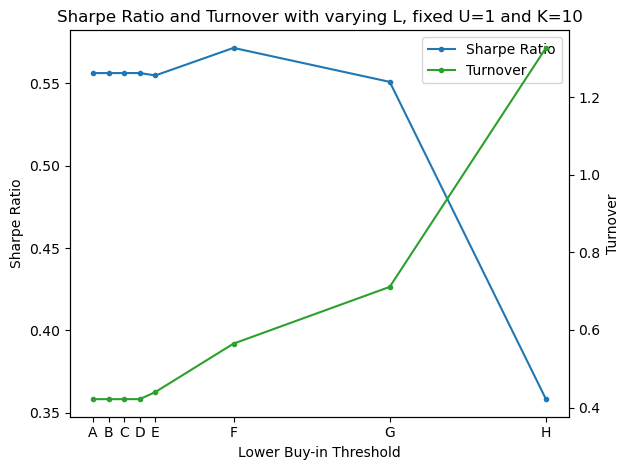 Sharpe Ratio and Turnover with varying L, fixed U=1 and K=10
Sharpe Ratio
Turnover
0.55
0.50
0.45
0.40
0.35
Sharpe Ratio
1.2
1.0
0.8
0.6
0.4
Turnover
A B C D E F G H
Lower Buy-in Threshold